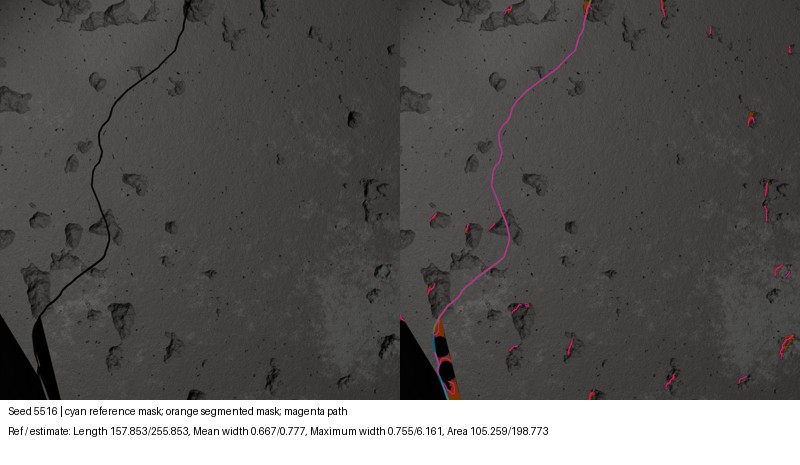 Seed 5516 | cyan reference mask; orange segmented mask; magenta path
Ref / estimate: Length 157.853/255.853, Mean width 0.667/0.777, Maximum width 0.755/6.161, Area 105.259/198.773